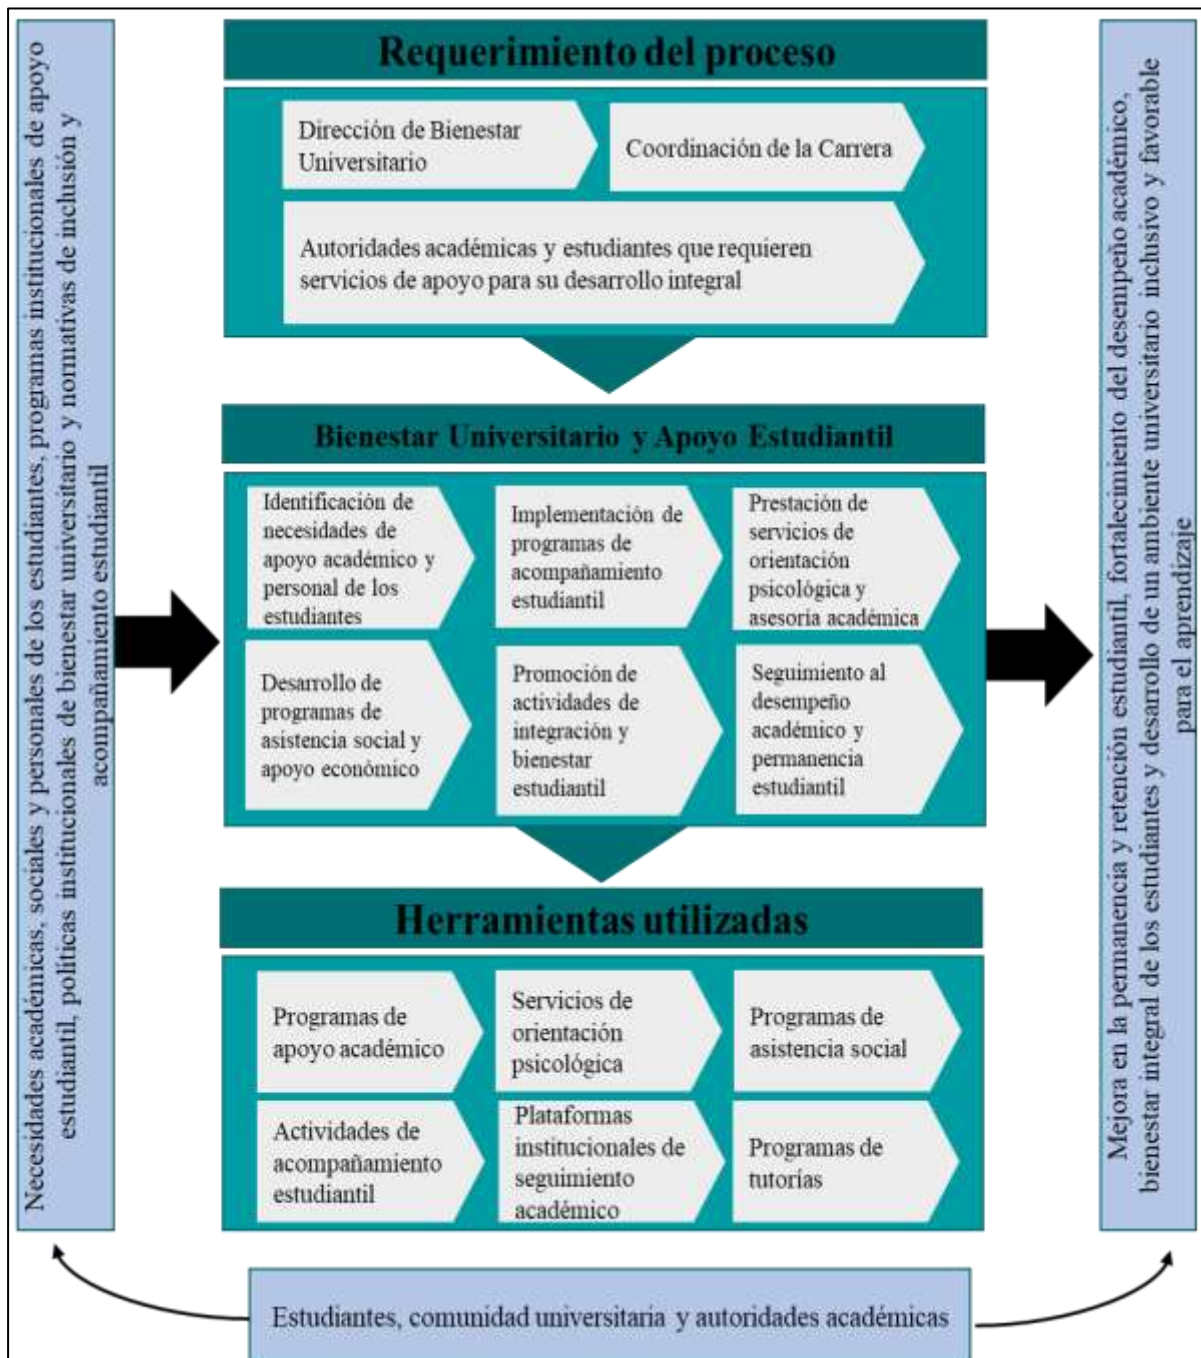 Necesidades académicas, sociales y personales de los estudiantes, programas institucionales de apoyo
estudiantil, políticas institucionales de bienestar universitario y normativas de inclusión y
acompañamiento estudiantil
Requerimiento del proceso
Dirección de Bienestar
Universitario
Coordinación de la Carrera
Autoridades académicas y estudiantes que requieren
servicios de apoyo para su desarrollo integral
Bienestar Universitario y Apoyo Estudiantil
Identificación de
necesidades de
apoyo académico y
personal de los
estudiantes
Implementación de
programas de
acompañamiento
estudiantil
Prestación de
servicios de
orientación
psicológica y
asesoría académica
Desarrollo de
programas de
asistencia social y
apoyo económico
Promoción de
actividades de
integración y
bienestar
estudiantil
Seguimiento al
desempeño
académico y
permanencia
estudiantil
Herramientas utilizadas
Programas de
apoyo académico
Servicios de
orientación
psicológica
Programas de
asistencia social
Actividades de
acompañamiento
estudiantil
Plataformas
institucionales de
seguimiento
académico
Programas de
tutorías
Mejora en la permanencia y retención estudiantil, fortalecimiento del desempeño académico,
bienestar integral de los estudiantes y desarrollo de un ambiente universitario inclusivo y favorable
para el aprendizaje
Estudiantes, comunidad universitaria y autoridades académicas